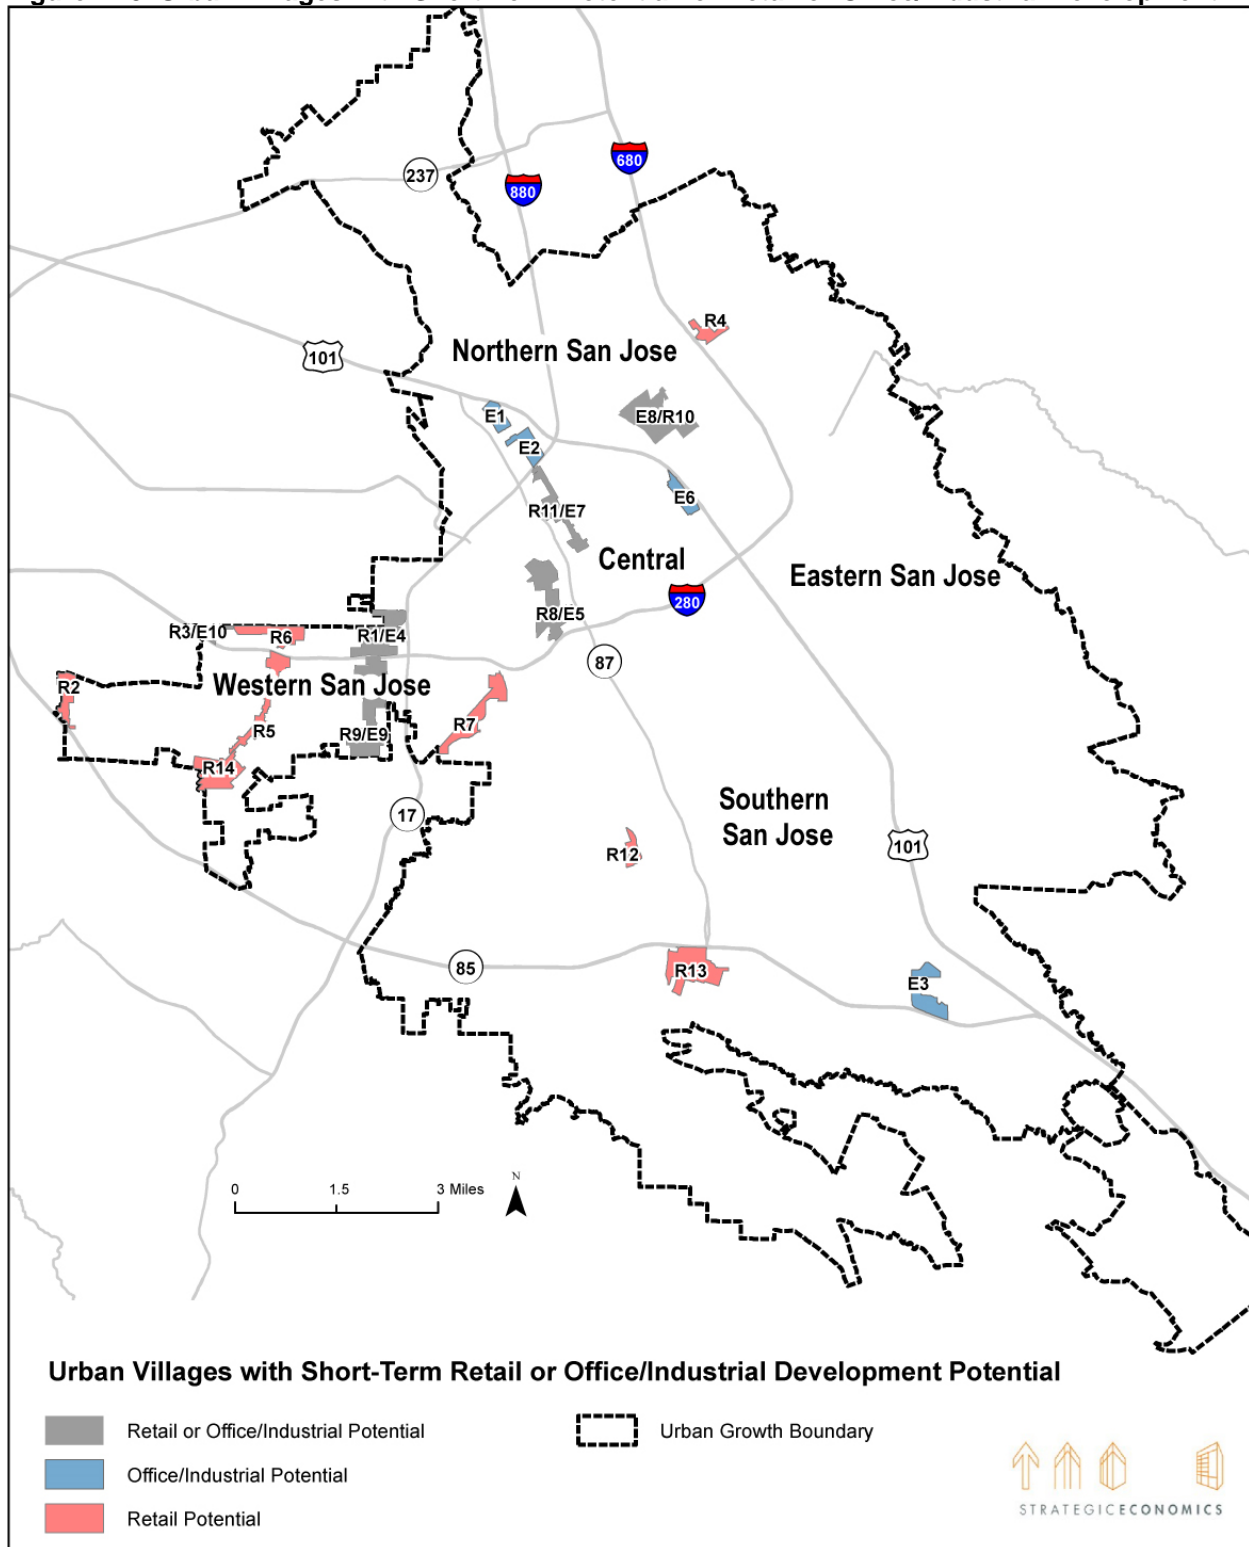 237
680
880
R4
Northern San Jose
101
E8/R10
E1
E2
E6
R11/E7
Central
Eastern San Jose
280
R8/E5
R3/E10
R6
R1/E4
87
R2
Western San Jose
R7
R5
R9/E9
R14
17
Southern
San Jose
R12
101
85
R13
E3
0 1.5 3 Miles
N
Urban Villages with Short-Term Retail or Office/Industrial Development Potential
Retail or Office/Industrial Potential
Urban Growth Boundary
Office/Industrial Potential
Retail Potential
STRATEGICECONOMICS